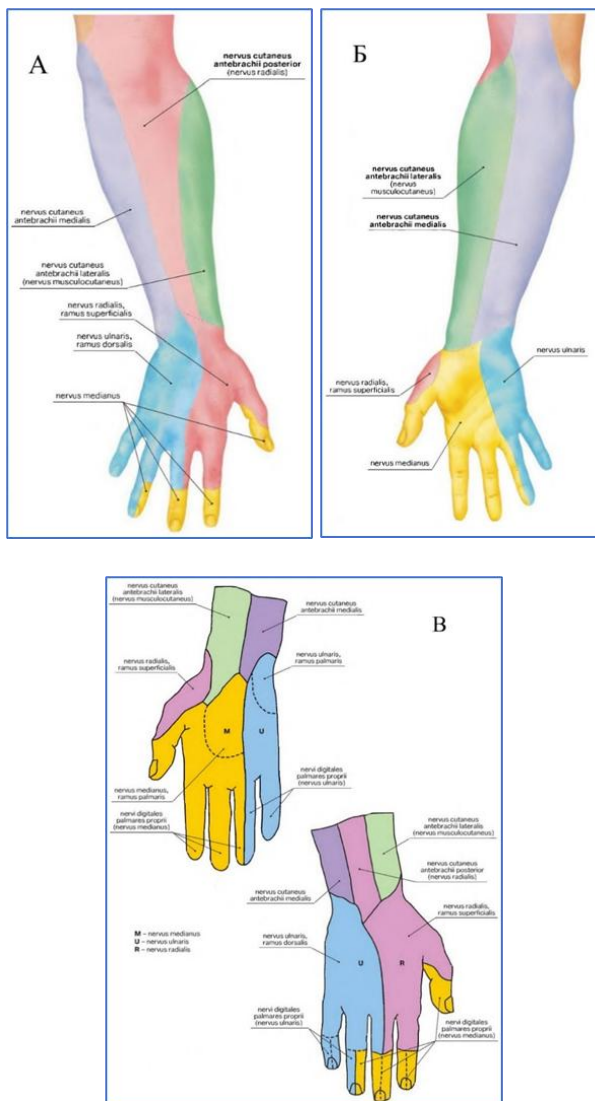 А
nervus cutaneus
antebrachii posterior
(nervus radialis)
nervus cutaneus
antebrachii medialis
nervus cutaneus
antebrachii lateralis
(nervus musculocutaneus)
nervus radialis,
ramus superficialis
nervus ulnaris,
ramus dorsalis
nervus medianus
Б
nervus cutaneus
antebrachii lateralis
(nervus
musculocutaneus)
nervus cutaneus
antebrachii medialis
nervus ulnaris
nervus radialis,
ramus superficialis
nervus medianus
В
nervus cutaneus
antebrachii lateralis
(nervus musculocutaneus)
nervus cutaneus
antebrachii medialis
nervus radialis,
ramus superficialis
nervus ulnaris,
ramus palmaris
M
U
nervi digitales
palmares proprii
(nervus ulnaris)
nervus medianus,
ramus palmaris
nervi digitales
palmares proprii
(nervus medianus)
nervus cutaneus
antebrachii lateralis
(nervus musculocutaneus)
nervus cutaneus
antebrachii posterior
(nervus radialis)
nervus cutaneus
antebrachii medialis
nervus radialis,
ramus superficialis
M – nervus medianus
U – nervus ulnaris
R – nervus radialis
nervus ulnaris,
ramus dorsalis
U
R
nervi digitales
palmares proprii
(nervus ulnaris)
nervi digitales
palmares proprii
(nervus medianus)